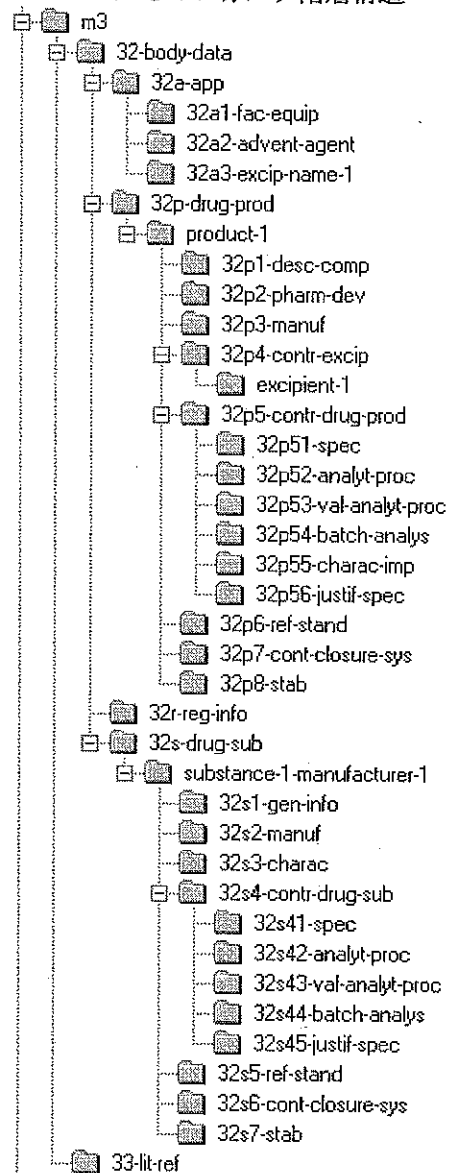 m3
32-body-data
32a-app
32a1-fac-equip
32a2-advent-agent
32a3-excip-name-1
32p-drug-prod
product-1
32p1-desc-comp
32p2-pharm-dev
32p3-manuf
32p4-contr-excip
excipient-1
32p5-contr-drug-prod
32p51-spec
32p52-analyt-proc
32p53-val-analyt-proc
32p54-batch-analys
32p55-charac-imp
32p56-justif-spec
32p6-ref-stand
32p7-cont-closure-sys
32p8-stab
32r-reg-info
32s-drug-sub
substance-1-manufacturer-1
32s1-gen-info
32s2-manuf
32s3-charac
32s4-contr-drug-sub
32s41-spec
32s42-analyt-proc
32s43-val-analyt-proc
32s44-batch-analys
32s45-justif-spec
32s5-ref-stand
32s6-cont-closure-sys
32s7-stab
33-lit-ref